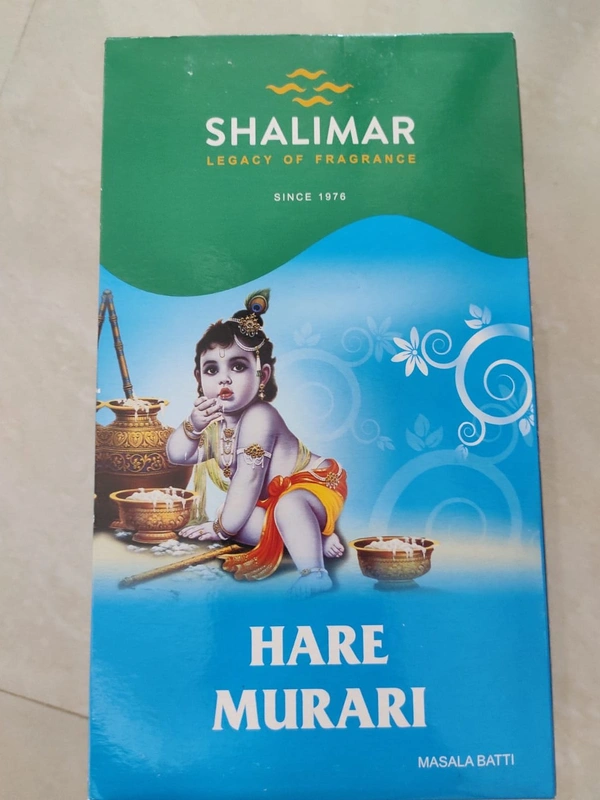 SHALIMAR
LEGACY OF FRAGRANCE
SINCE 1976
HARE
MURARI
MASALA BATTI